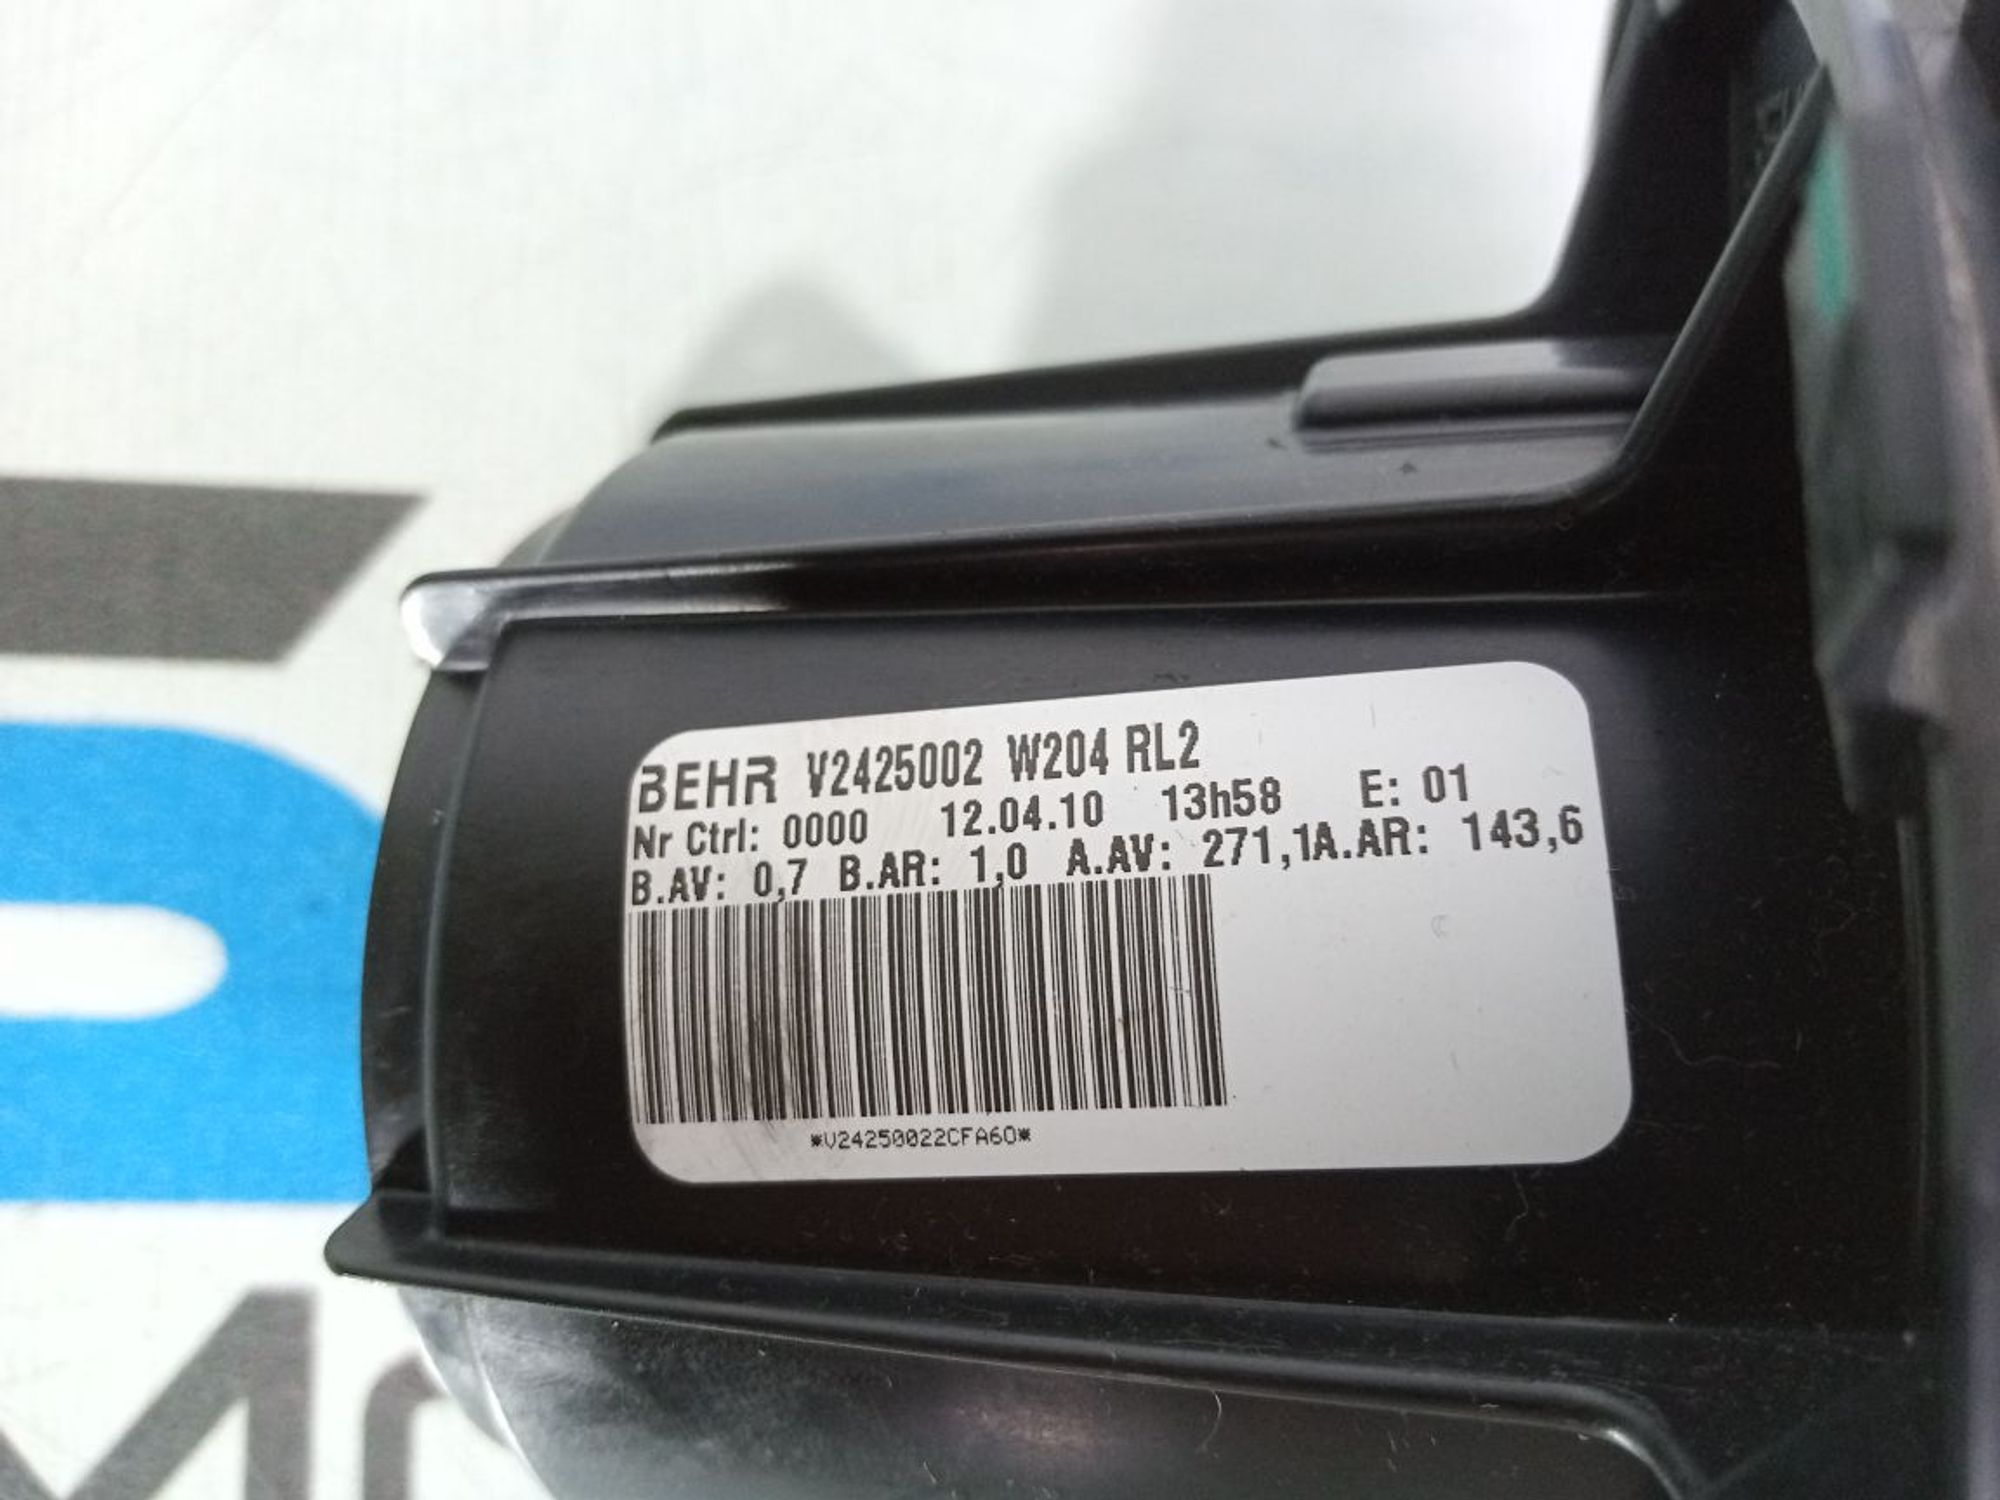 BEHR V2425002 W204 RL2
Nr Ctrl: 0000 12.04.10 13h58 E: 01
B.AV: 0,7 B.AR: 1,0 A.AV: 271,1A.AR: 143,6
*V24250022CFA60*